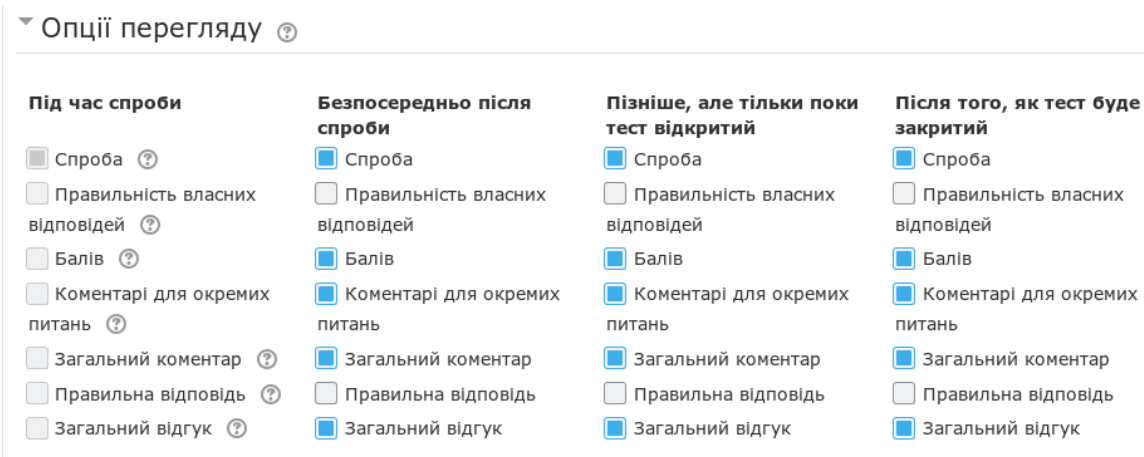 Опції перегляду
Під час спроби
Спроба
Правильність власних
відповідей
Балів
Коментарі для окремих
питань
Загальний коментар
Правильна відповідь
Загальний відгук
Безпосередньо після
спроби
Спроба
Правильність власних
відповідей
Балів
Коментарі для окремих
питань
Загальний коментар
Правильна відповідь
Загальний відгук
Пізніше, але тільки поки
тест відкритий
Спроба
Правильність власних
відповідей
Балів
Коментарі для окремих
питань
Загальний коментар
Правильна відповідь
Загальний відгук
Після того, як тест буде
закритий
Спроба
Правильність власних
відповідей
Балів
Коментарі для окремих
питань
Загальний коментар
Правильна відповідь
Загальний відгук